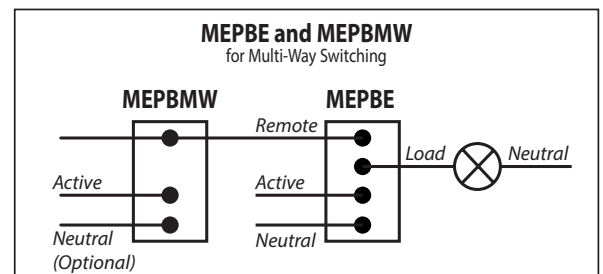 MEPBE and MEPBMW
for Multi-Way Switching
MEPBMW
MEPBE
Remote
Load
Neutral
Active
Active
Neutral
(Optional)
Neutral